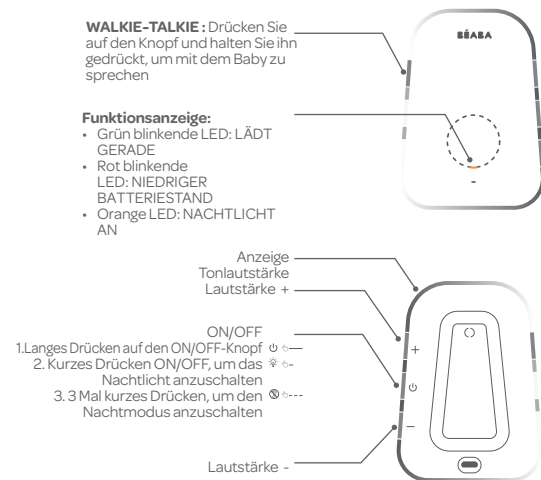 WALKIE-TALKIE : Drücken Sie
auf den Knopf und halten Sie ihn
gedrückt, um mit dem Baby zu
sprechen
BÉABA
Funktionsanzeige:
• Grün blinkende LED: LÄDT
GERADE
• Rot blinkende
LED: NIEDRIGER
BATTERIESTAND
• Orange LED: NACHTLICHT
AN
Anzeige
Tonlautstärke
Lautstärke +
ON/OFF
1.Langes Drücken auf den ON/OFF-Knopf
2. Kurzes Drücken ON/OFF, um das
Nachtlicht anzuschalten
3. 3 Mal kurzes Drücken, um den
Nachtmodus anzuschalten
Lautstärke -